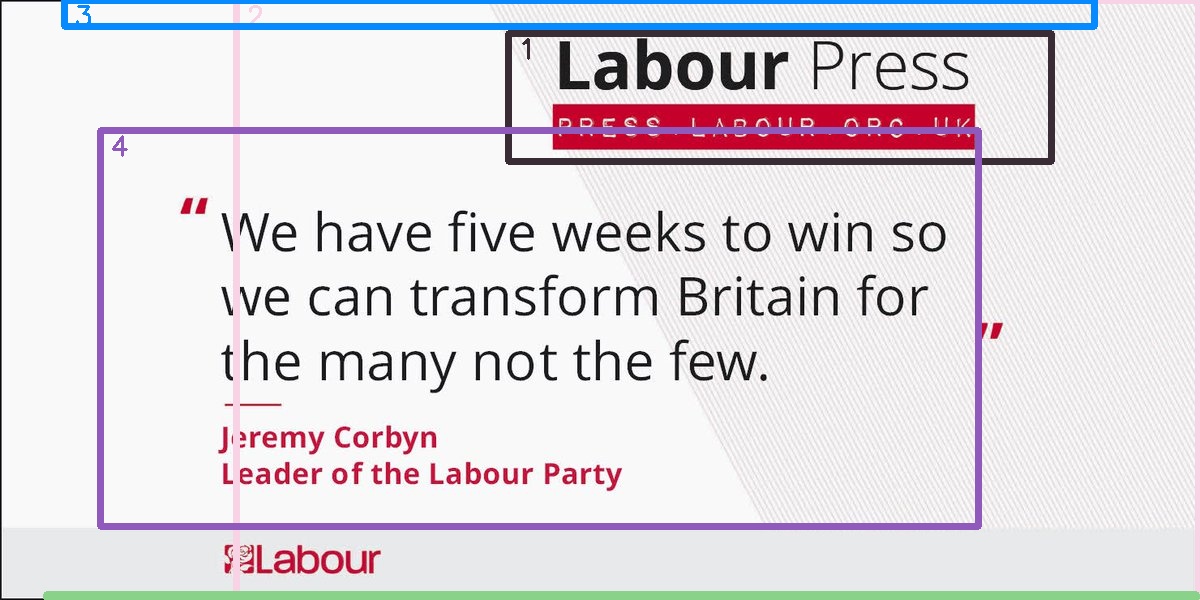 Labour Press
PRESS.LABOUR.ORG.UK
“ We have five weeks to win so
we can transform Britain for
the many not the few. ”
Jeremy Corbyn
Leader of the Labour Party
Labour